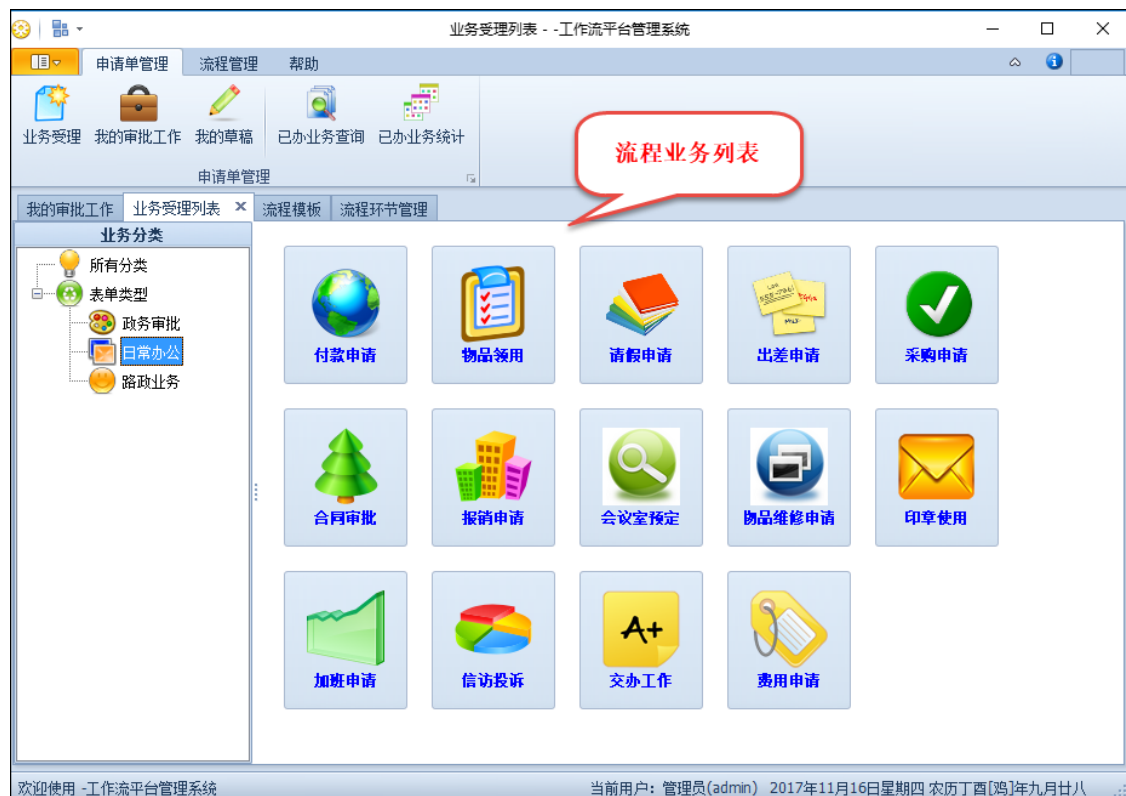 业务受理列表 - -工作流平台管理系统
申请单管理 流程管理 帮助
业务受理 我的审批工作 我的草稿 已办业务查询 已办业务统计
申请单管理
流程业务列表
我的审批工作 业务受理列表 流程模板 流程环节管理
业务分类
所有分类
表单类型
政务审批
日常办公
路政业务
付款申请 物品领用 请假申请 出差申请 采购申请
合同审批 报销申请 会议室预定 物品维修申请 印章使用
A+
加班申请 信访投诉 交办工作 费用申请
欢迎使用 -工作流平台管理系统 当前用户：管理员(admin) 2017年11月16日星期四 农历丁酉[鸡]年九月廿八